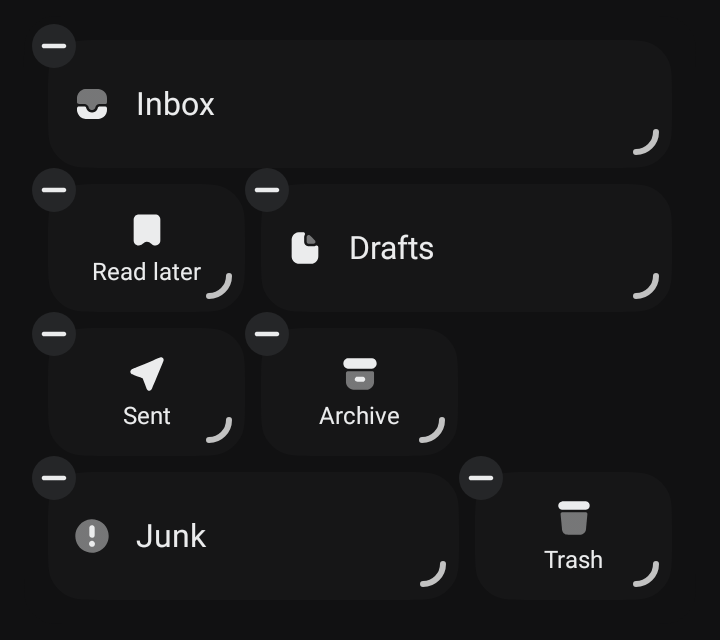 Inbox
Read later
Drafts
Sent
Archive
Junk
Trash